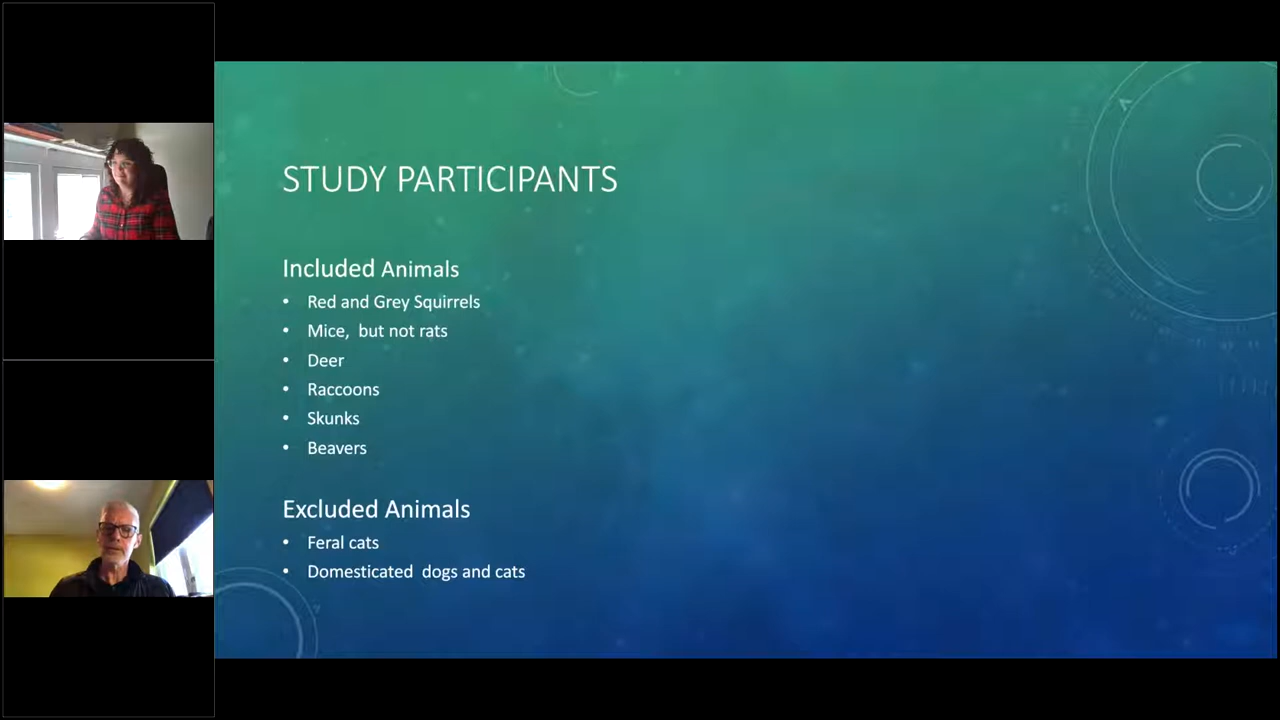 STUDY PARTICIPANTS
Included Animals
• Red and Grey Squirrels
• Mice,  but not rats
• Deer
• Raccoons
• Skunks
• Beavers
Excluded Animals
• Feral cats
• Domesticated  dogs and cats